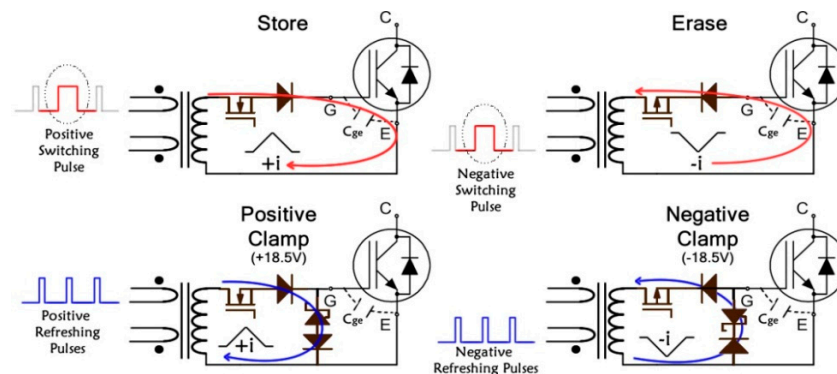 Store
C
G
Cge
E
+i
Positive
Switching
Pulse
Erase
C
G
Cge
E
-i
Negative
Switching
Pulse
Positive
Clamp
(+18.5V)
C
G
Cge
E
+i
Positive
Refreshing
Pulses
Negative
Clamp
(-18.5V)
C
G
Cge
E
-i
Negative
Refreshing Pulses